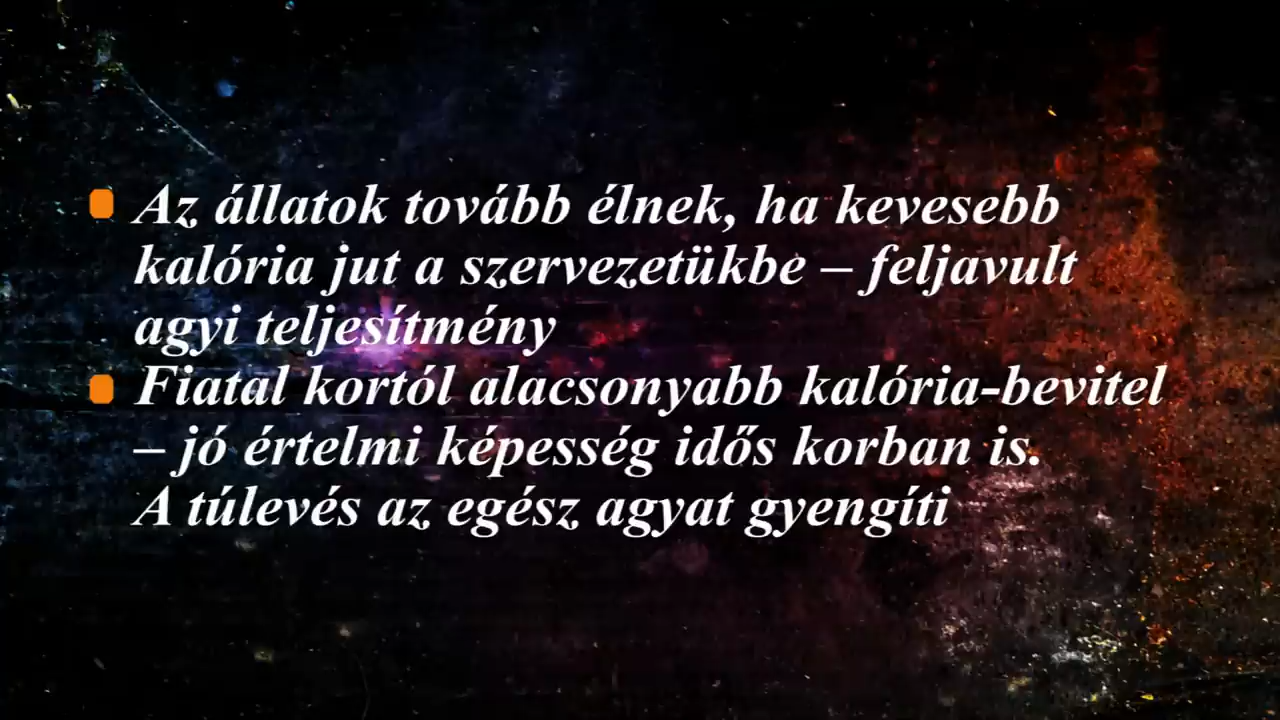 Az állatok tovább élnek, ha kevesebb
kalória jut a szervezetükbe – feljavult
agyi teljesítmény
Fiatal kortól alacsonyabb kalória-bevitel
– jó értelmi képesség idős korban is.
A túlevés az egész agyat gyengíti